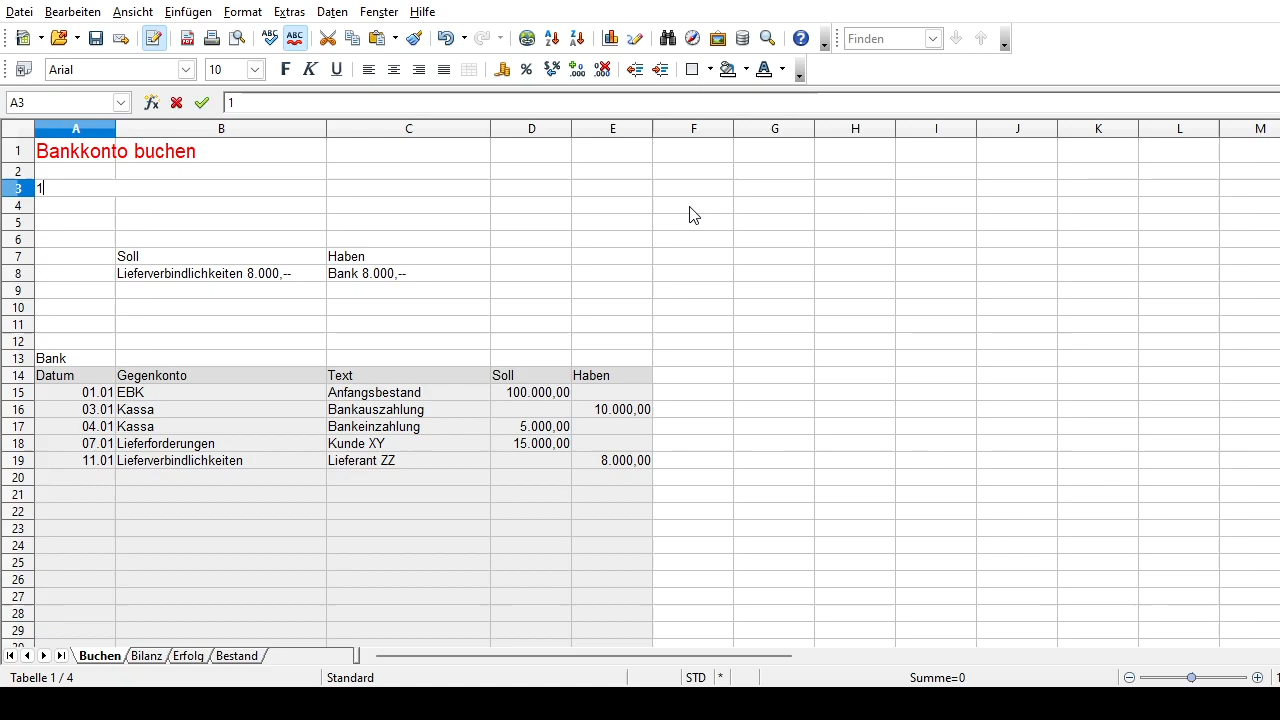 Datei Bearbeiten Ansicht Einfügen Format Extras Daten Fenster Hilfe
Finden
Arial 10 F K U
A3 1
A B C D E F G H I J K L M
1 Bankkonto buchen
2
3 1
4
5
6
7 Soll Haben
8 Lieferverbindlichkeiten 8.000,-- Bank 8.000,--
9
10
11
12
13 Bank
14 Datum Gegenkonto Text Soll Haben
15 01.01 EBK Anfangsbestand 100.000,00
16 03.01 Kassa Bankauszahlung 10.000,00
17 04.01 Kassa Bankeinzahlung 5.000,00
18 07.01 Lieferforderungen Kunde XY 15.000,00
19 11.01 Lieferverbindlichkeiten Lieferant ZZ 8.000,00
20
21
22
23
24
25
26
27
28
29
Buchen Bilanz Erfolg Bestand
Tabelle 1 / 4 Standard STD * Summe=0